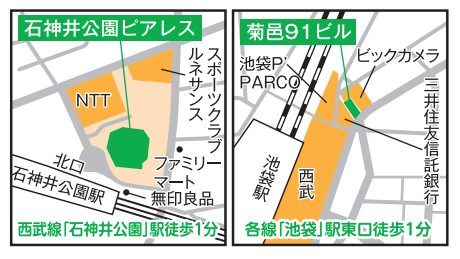 石神井公園ピアレス
スポーツクラブ
ルネサンス
NTT
北口
石神井公園駅
ファミリー
マート
無印良品
西武線「石神井公園」駅徒歩1分
菊邑91ビル
ビックカメラ
池袋P'
PARCO
三井住友信託銀行
西武
池袋駅
各線「池袋」駅東口徒歩1分